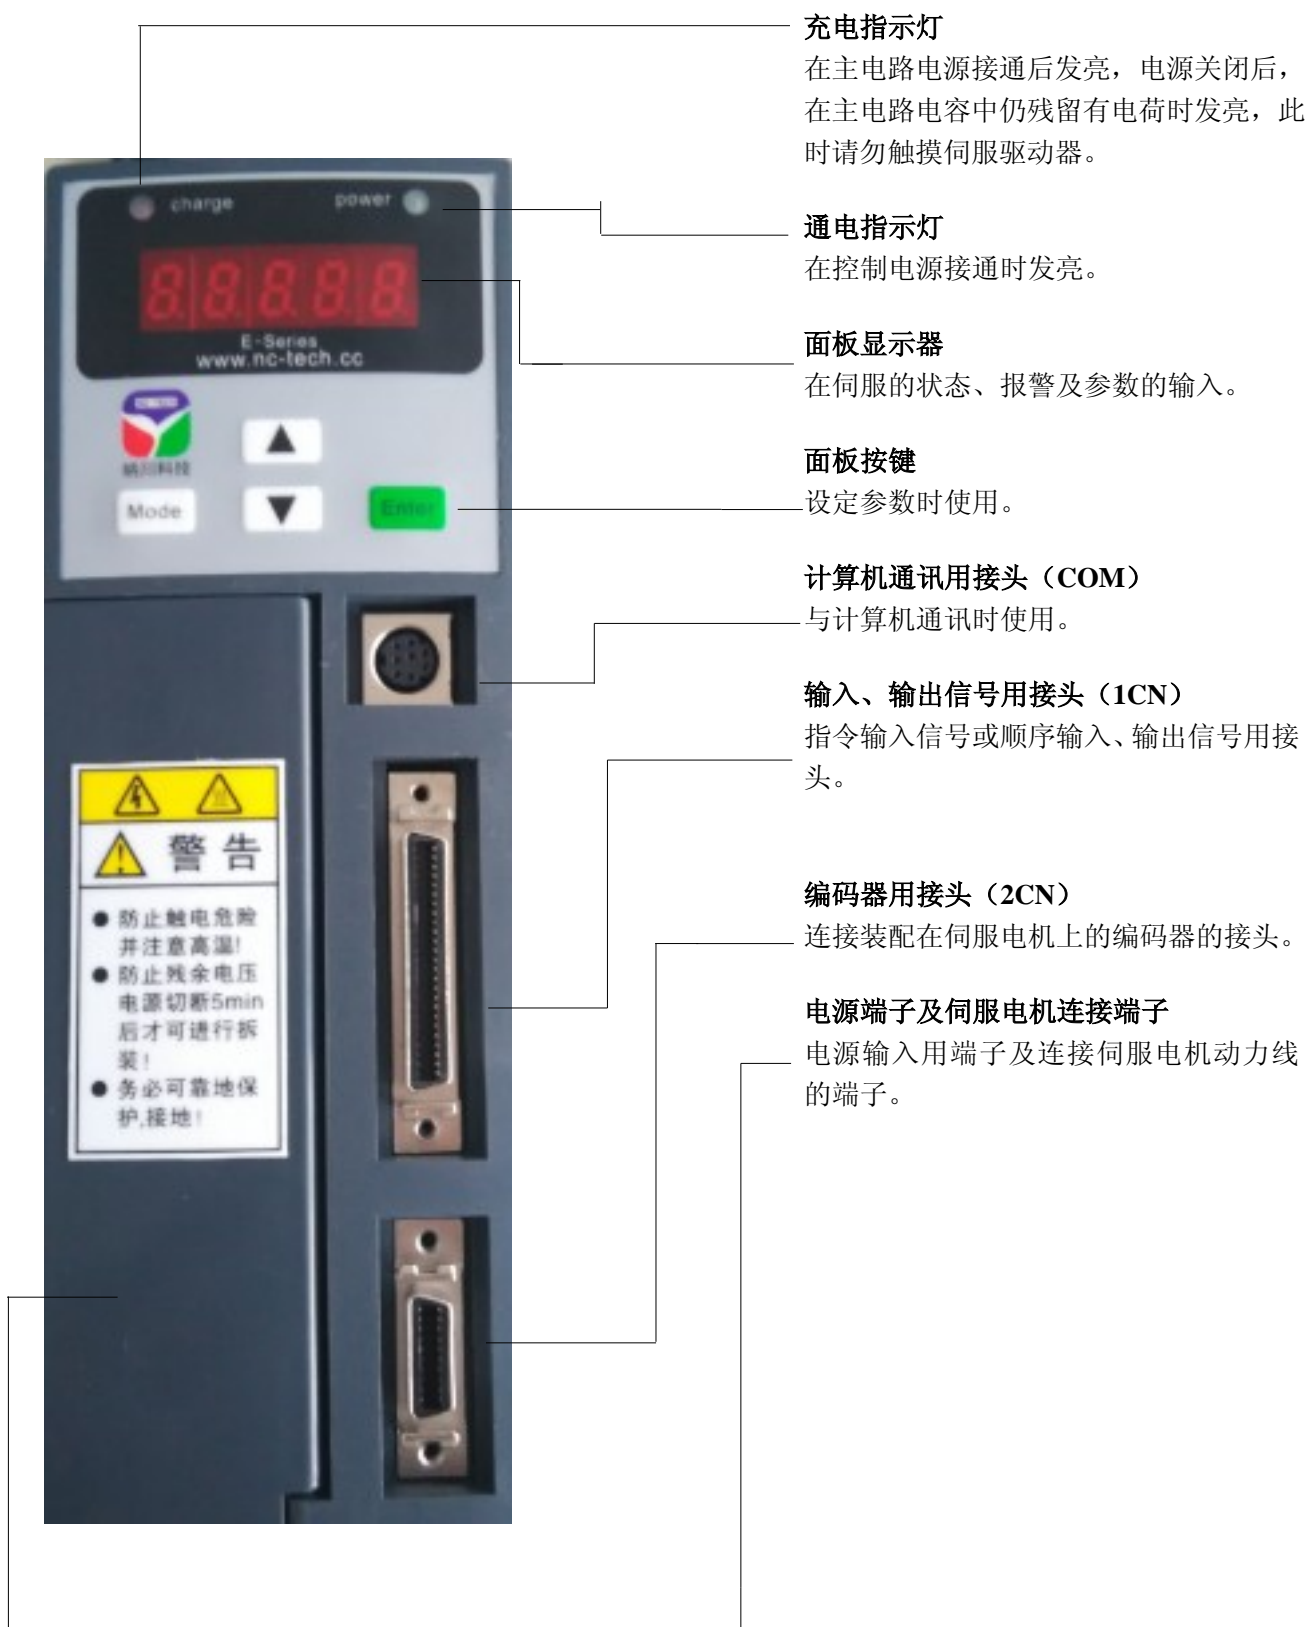 充电指示灯
在主电路电源接通后发亮，电源关闭后，
在主电路电容中仍残留有电荷时发亮，此
时请勿触摸伺服驱动器。
charge
power
E-Series
www.nc-tech.cc
通电指示灯
在控制电源接通时发亮。
面板显示器
在伺服的状态、报警及参数的输入。
纳川科技
Mode
Enter
面板按键
设定参数时使用。
计算机通讯用接头（COM）
与计算机通讯时使用。
输入、输出信号用接头（1CN）
指令输入信号或顺序输入、输出信号用接
头。
警告
● 防止触电危险
并注意高温!
● 防止残余电压
电源切断5min
后才可进行拆
装!
● 务必可靠地保
护,接地!
编码器用接头（2CN）
连接装配在伺服电机上的编码器的接头。
电源端子及伺服电机连接端子
电源输入用端子及连接伺服电机动力线
的端子。